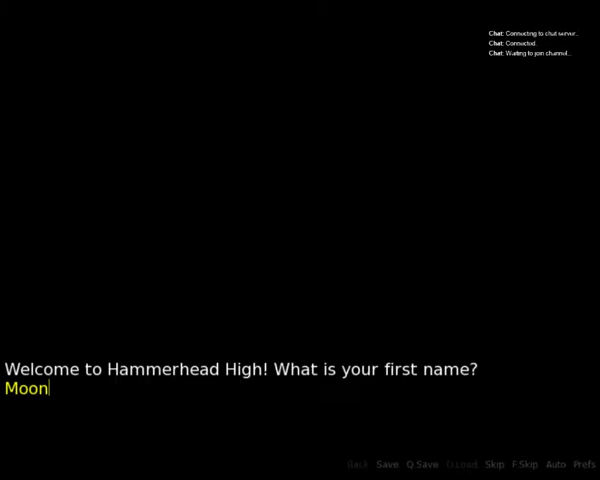 Chat: Connecting to chat server...
Chat: Connected.
Chat: Waiting to join channel...
Welcome to Hammerhead High! What is your first name?
Moon
Back Save Q.Save Q.Load Skip F.Skip Auto Prefs